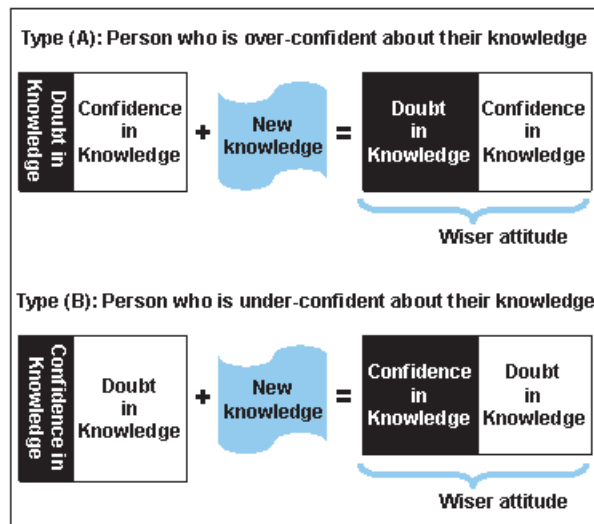 Type (A): Person who is over-confident about their knowledge
Doubt in
Knowledge
Confidence
in
Knowledge
+
New
knowledge
=
Doubt
in
Knowledge
Confidence
in
Knowledge
Wiser attitude
Type (B): Person who is under-confident about their knowledge
Confidence in
Knowledge
Doubt
in
Knowledge
+
New
knowledge
=
Confidence
in
Knowledge
Doubt
in
Knowledge
Wiser attitude